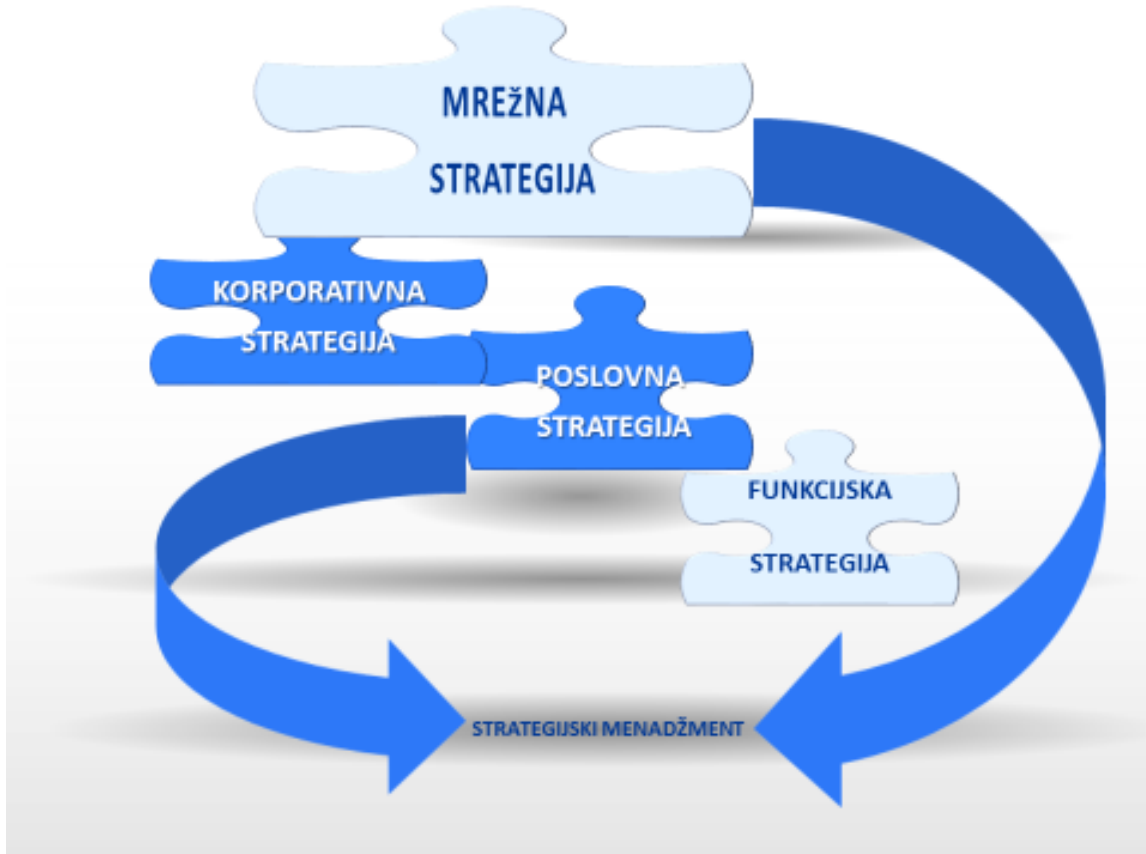 MREžNA
STRATEGIJA
KORPORATIVNA
STRATEGIJA
POSLOVNA
STRATEGIJA
FUNKCIJSKA
STRATEGIJA
STRATEGIJSKI MENADŽMENT